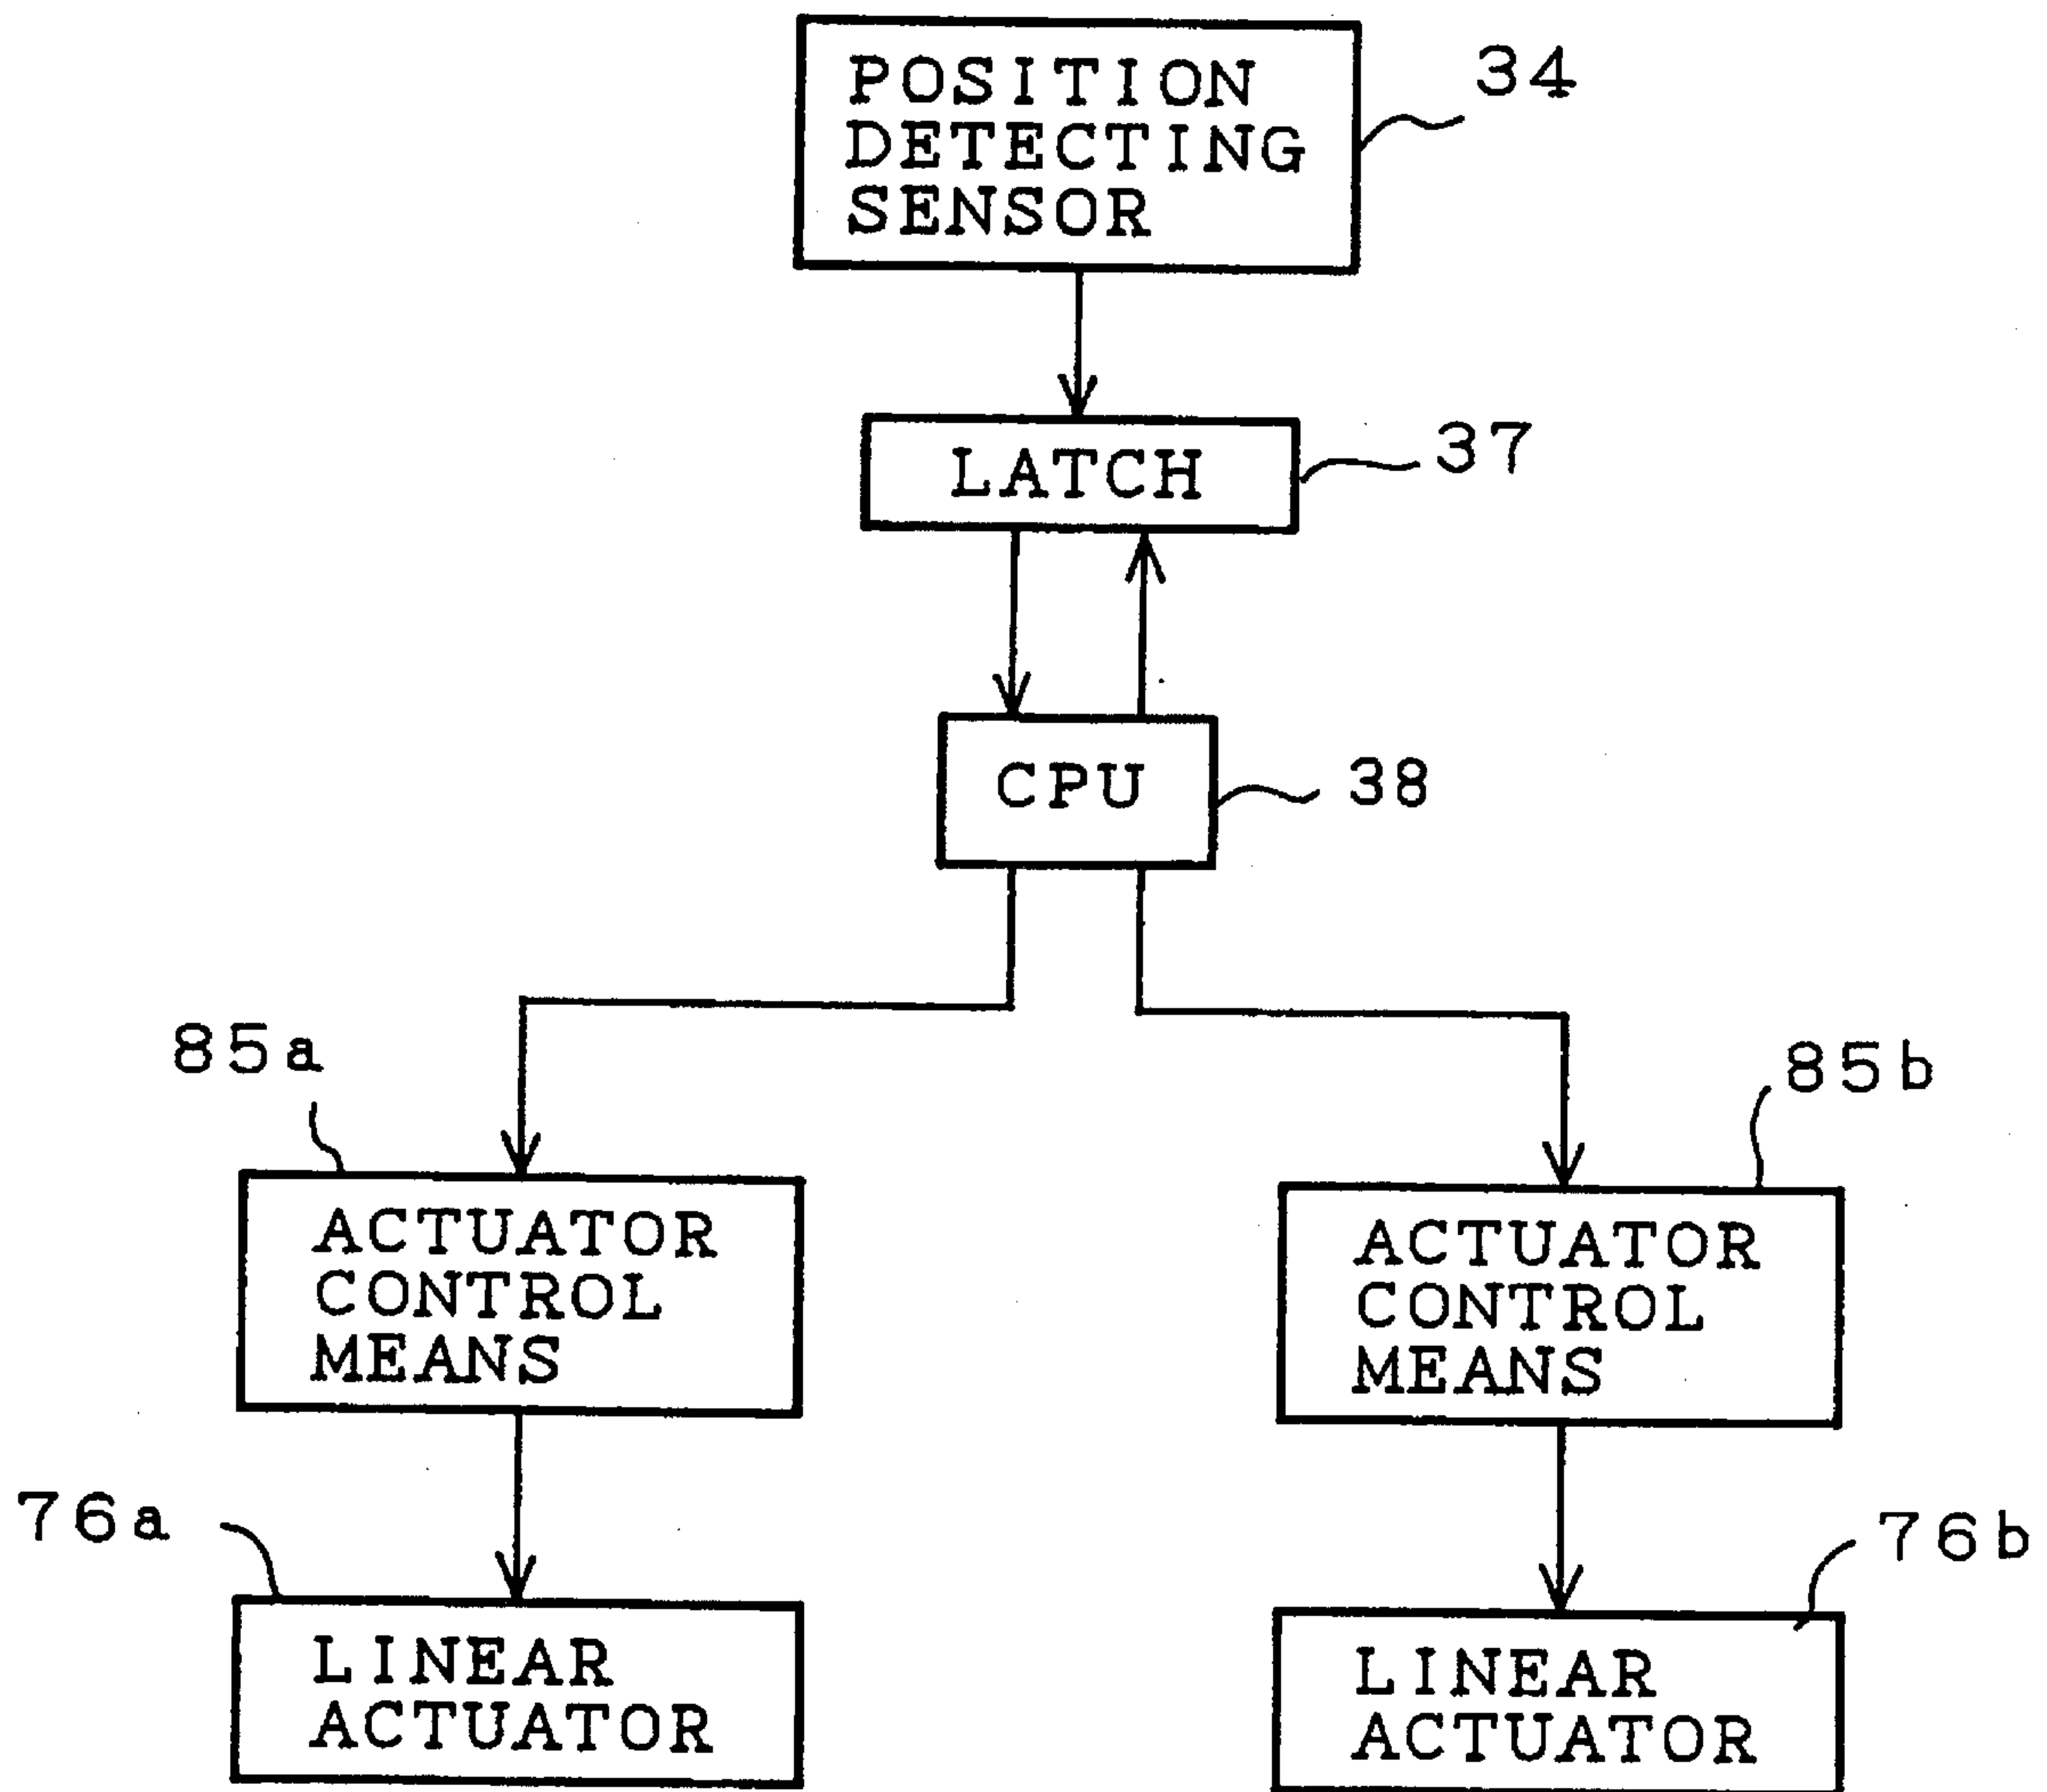 POSITION
DETECTING
SENSOR
34
LATCH
37
CPU
38
85a
85b
ACTUATOR
CONTROL
MEANS
ACTUATOR
CONTROL
MEANS
76a
76b
LINEAR
ACTUATOR
LINEAR
ACTUATOR